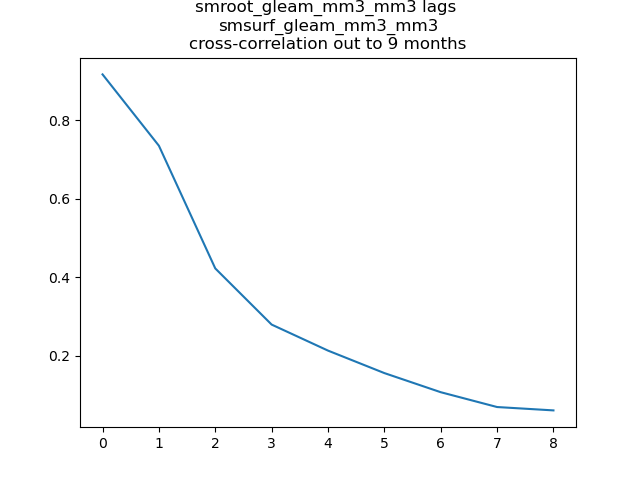 smroot_gleam_mm3_mm3 lags
smsurf_gleam_mm3_mm3
cross-correlation out to 9 months
0.8
0.6
0.4
0.2
0 1 2 3 4 5 6 7 8